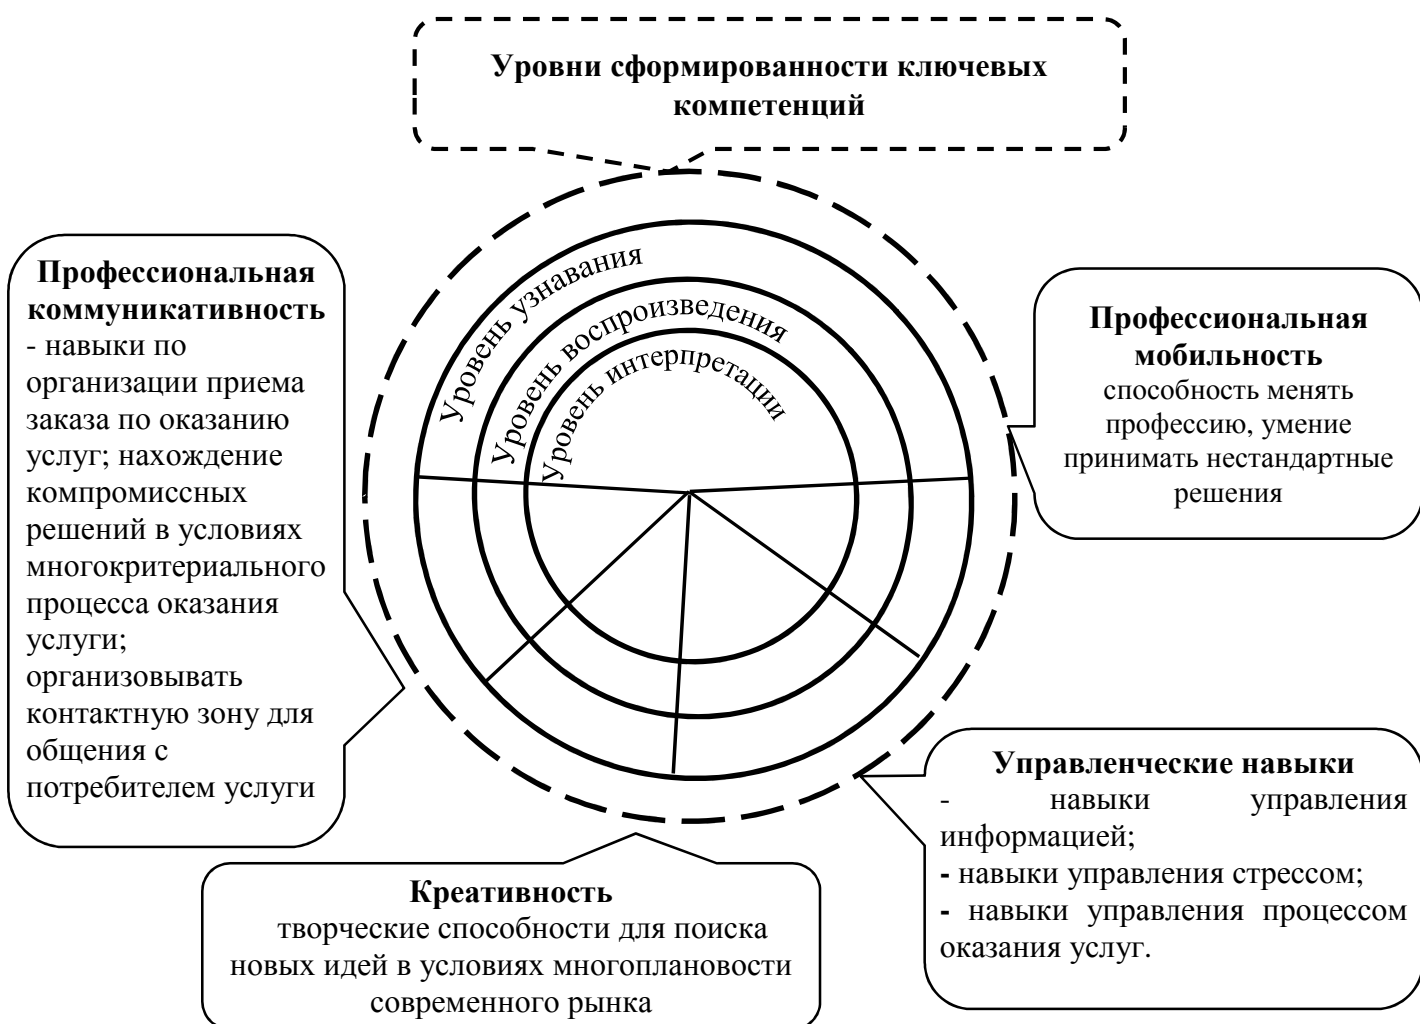 Уровни сформированности ключевых
компетенций
Уровень узнавания
Уровень воспроизведения
Уровень интерпретации
Профессиональная
коммуникативность
- навыки по
организации приема
заказа по оказанию
услуг; нахождение
компромиссных
решений в условиях
многокритериального
процесса оказания
услуги;
организовывать
контактную зону для
общения с
потребителем услуги
Профессиональная
мобильность
способность менять
профессию, умение
принимать нестандартные
решения
Управленческие навыки
- навыки управления
информацией;
- навыки управления стрессом;
- навыки управления процессом
оказания услуг.
Креативность
творческие способности для поиска
новых идей в условиях многоплановости
современного рынка